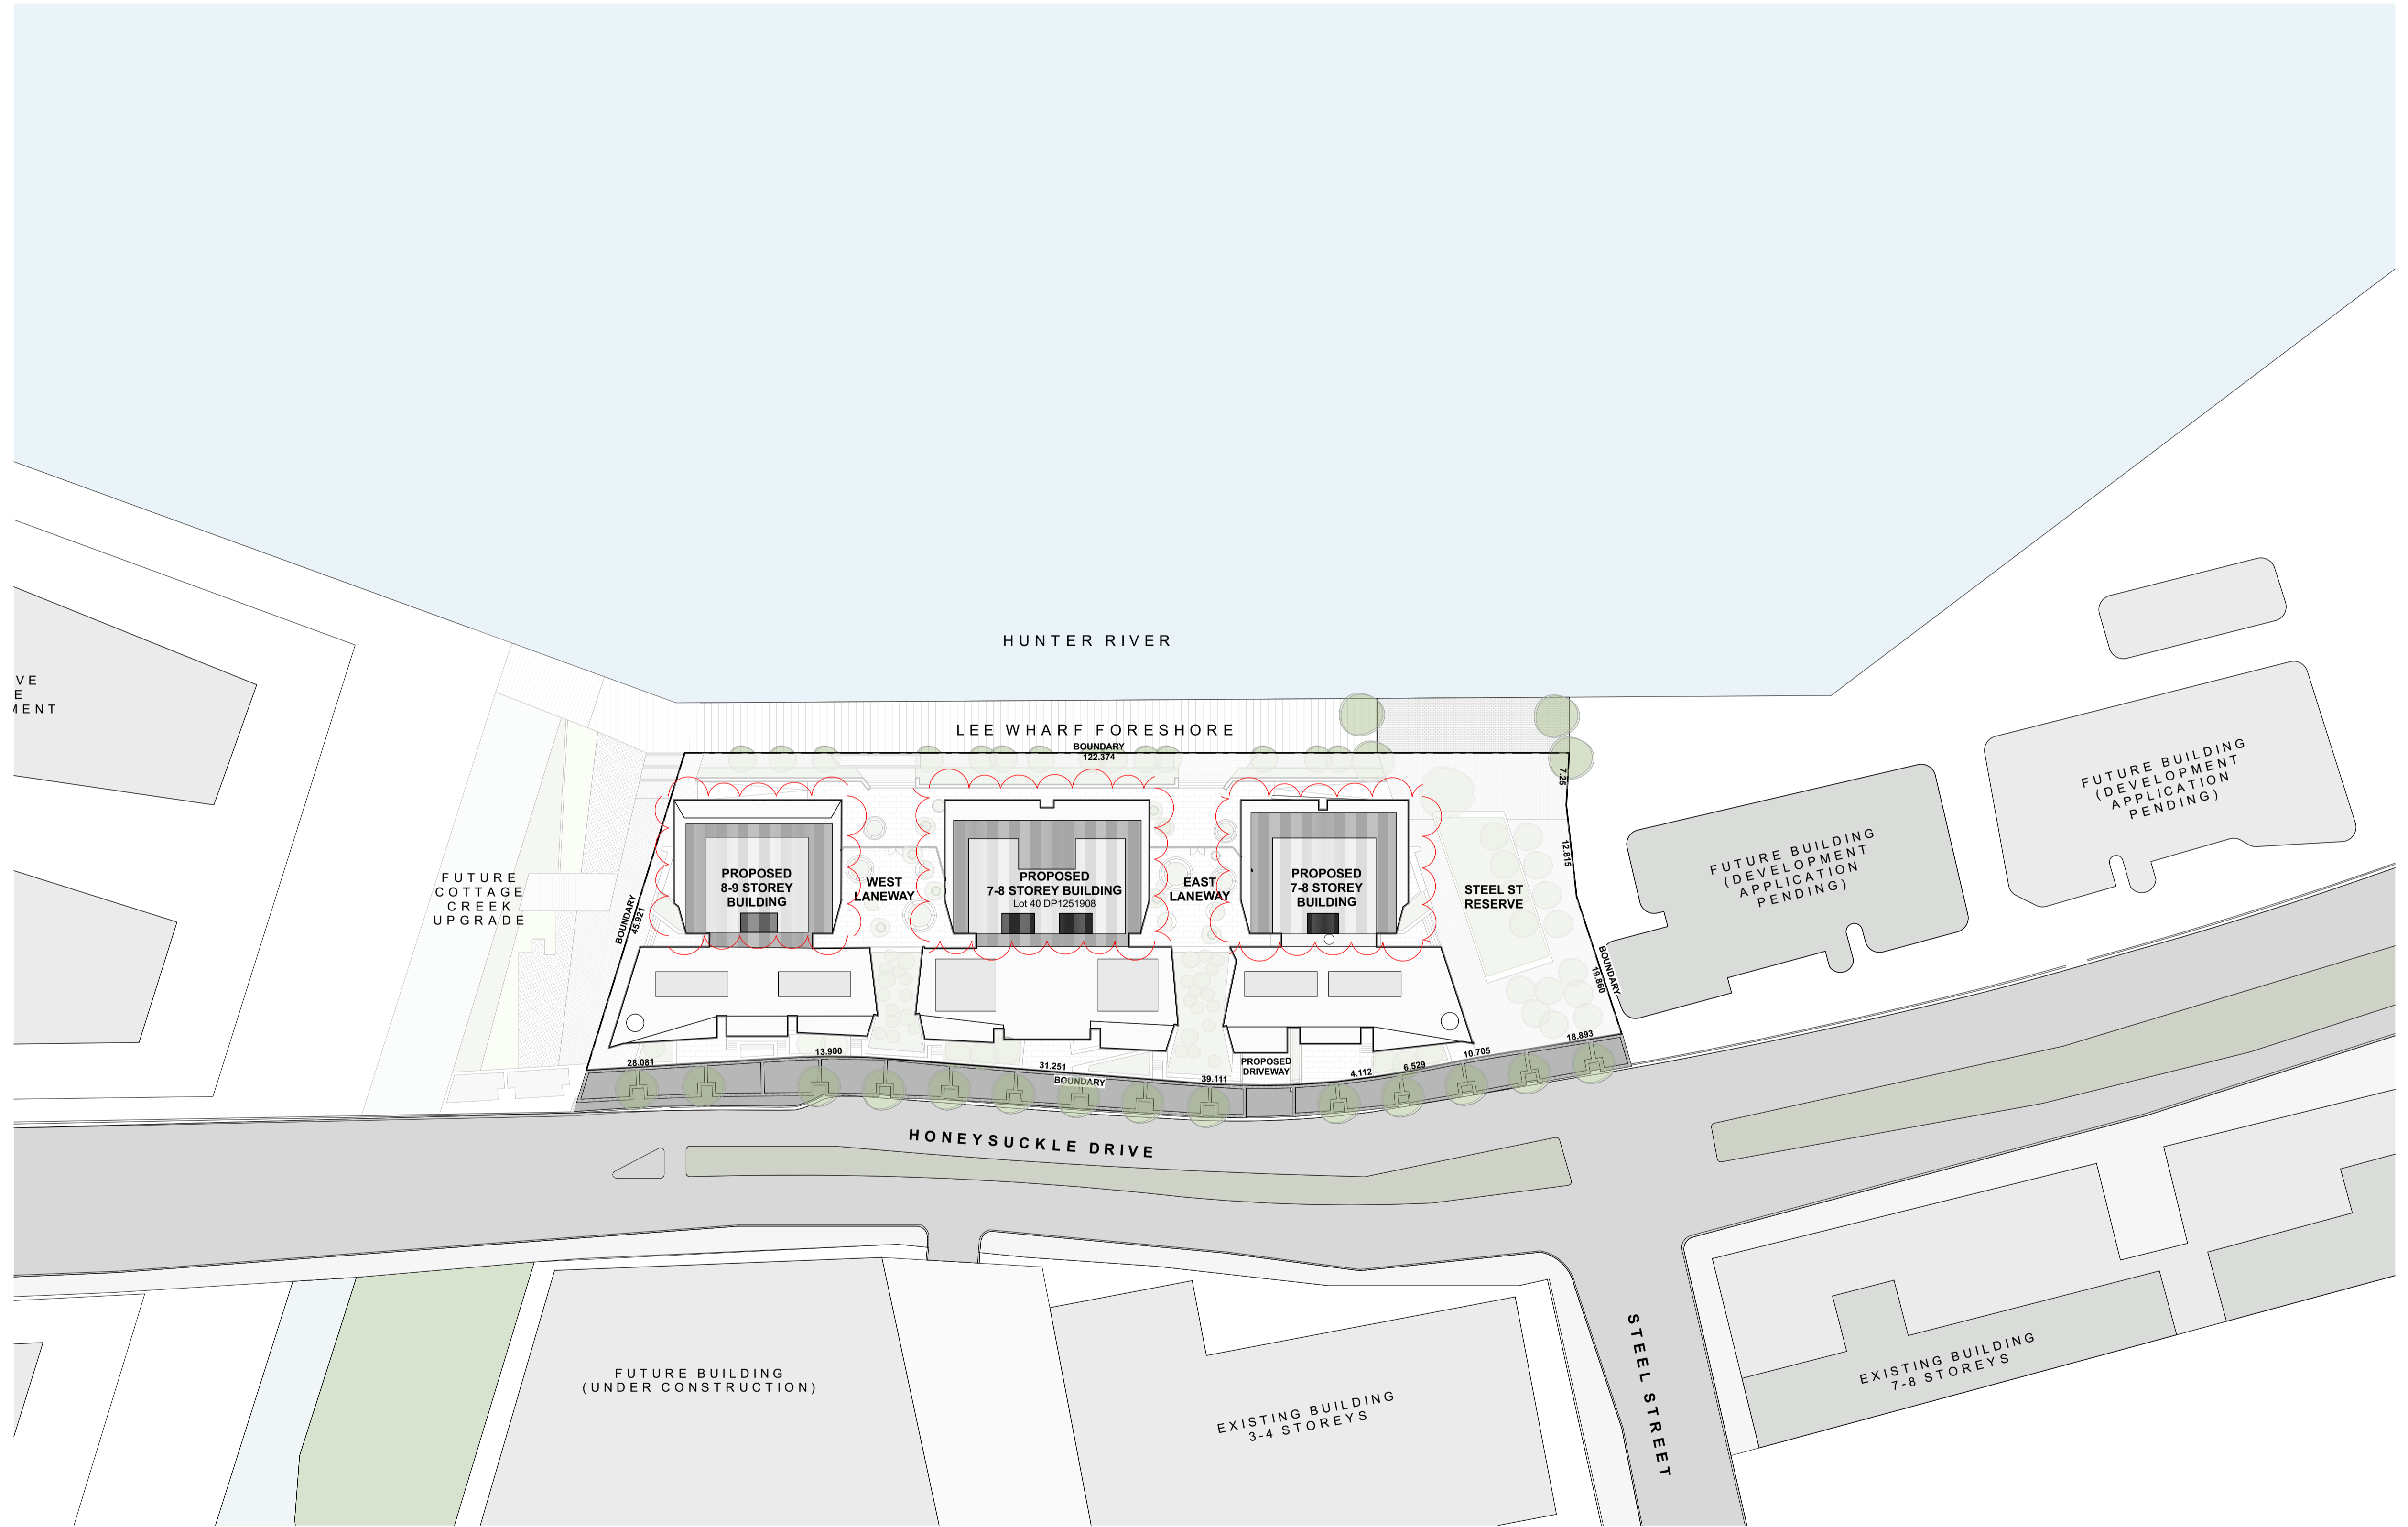 HUNTER RIVER
VE
E
MENT
LEE WHARF FORESHORE
BOUNDARY
122.374
7.25
12.815
BOUNDARY
19.860
FUTURE BUILDING
(DEVELOPMENT
APPLICATION
PENDING)
FUTURE BUILDING
(DEVELOPMENT
APPLICATION
PENDING)
FUTURE
COTTAGE
CREEK
UPGRADE
BOUNDARY
45.921
PROPOSED
8-9 STOREY
BUILDING
WEST
LANEWAY
PROPOSED
7-8 STOREY BUILDING
Lot 40 DP1251908
EAST
LANEWAY
PROPOSED
7-8 STOREY
BUILDING
STEEL ST
RESERVE
28.081
13.900
31.251
BOUNDARY
39.111
PROPOSED
DRIVEWAY
4.112
6.529
10.705
18.893
HONEYSUCKLE DRIVE
STEEL STREET
FUTURE BUILDING
(UNDER CONSTRUCTION)
EXISTING BUILDING
3-4 STOREYS
EXISTING BUILDING
7-8 STOREYS